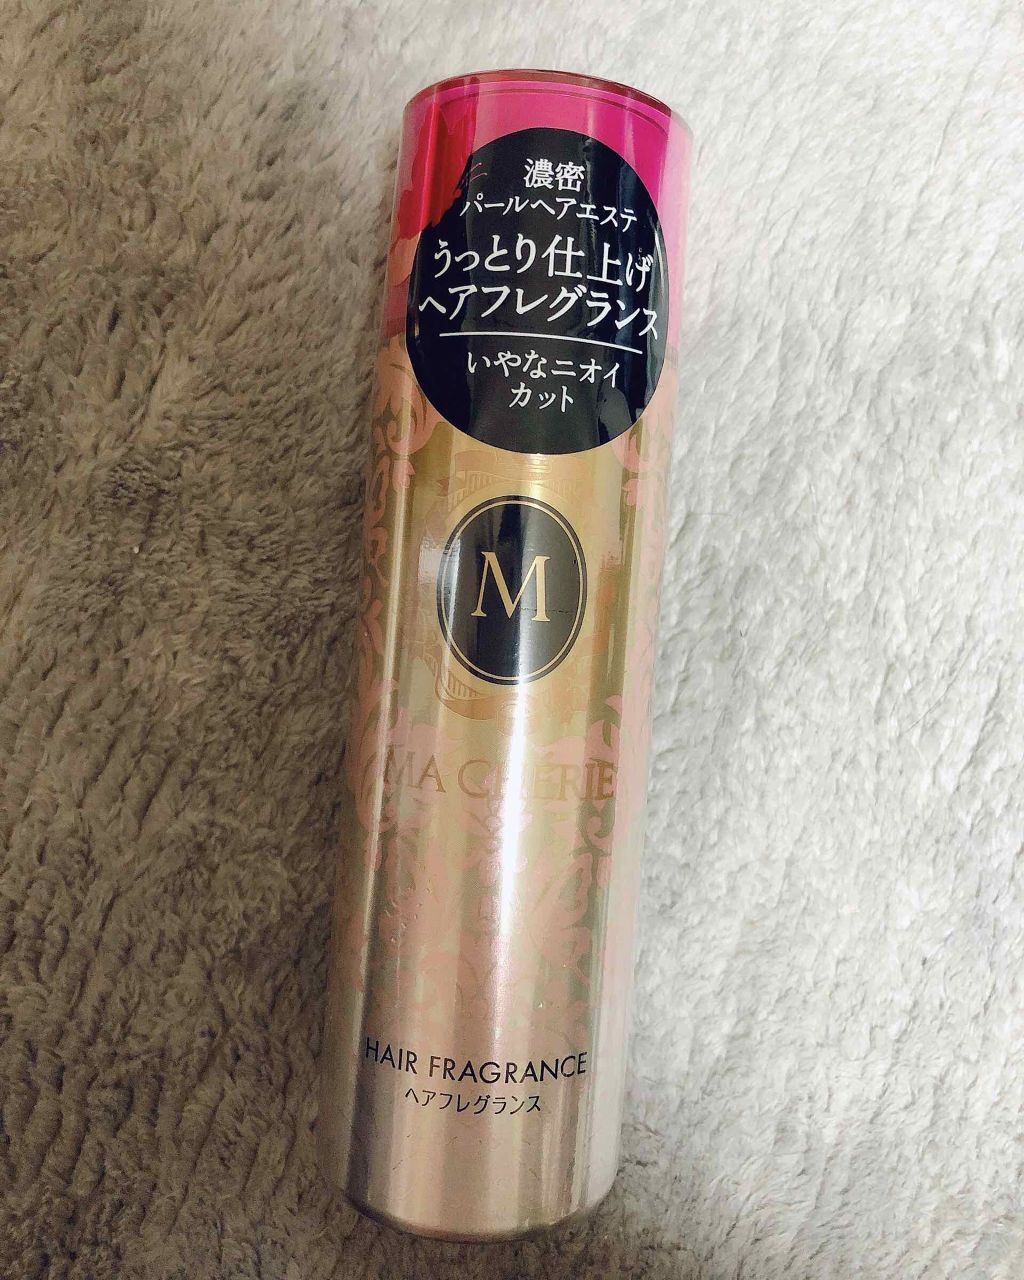 濃密
パールヘアエステ
うっとり仕上げ
ヘアフレグランス
いやなニオイ
カット
M
MA CHÉRIE
HAIR FRAGRANCE
ヘアフレグランス